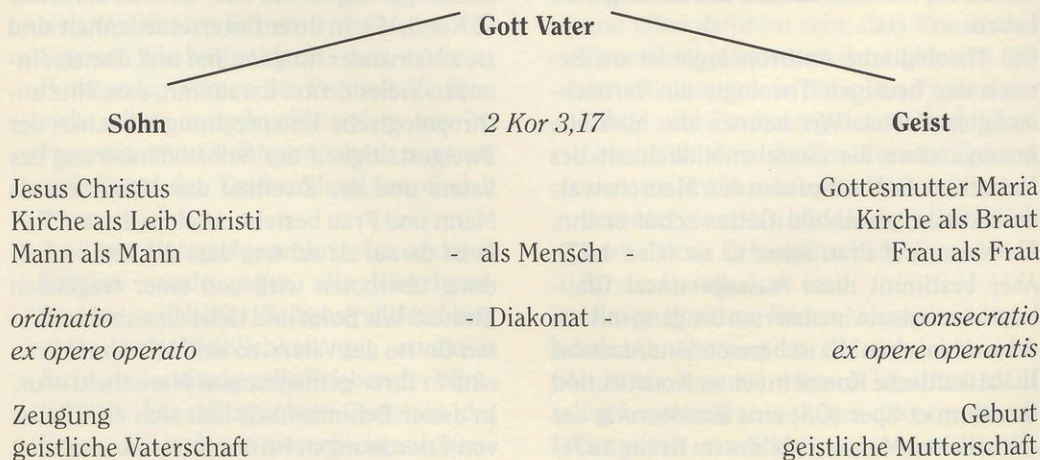 Gott Vater
Sohn 2 Kor 3,17 Geist
Jesus Christus Gottesmutter Maria
Kirche als Leib Christi Kirche als Braut
Mann als Mann - als Mensch - Frau als Frau
ordinatio - Diakonat - consecratio
ex opere operato ex opere operantis
Zeugung Geburt
geistliche Vaterschaft geistliche Mutterschaft